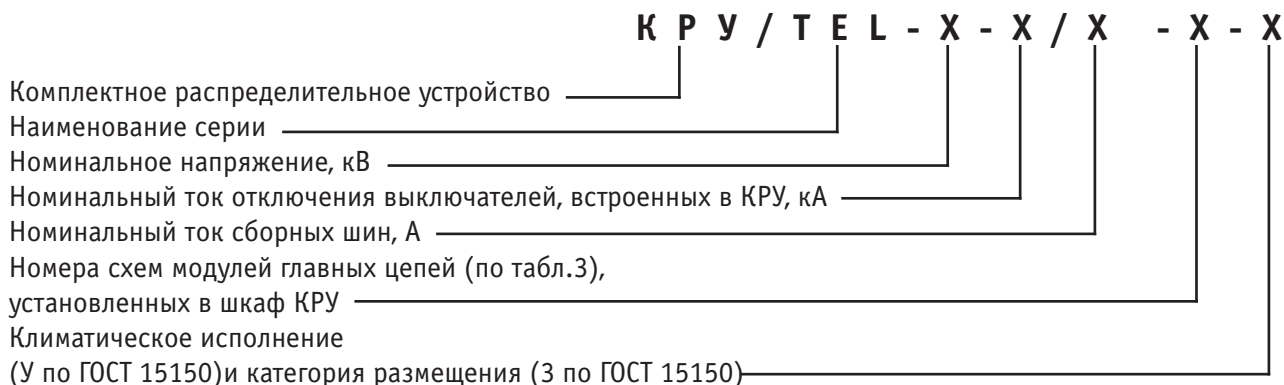 К Р У / T E L - X - X / X - X - X
Комплектное распределительное устройство
Наименование серии
Номинальное напряжение, кВ
Номинальный ток отключения выключателей, встроенных в КРУ, кА
Номинальный ток сборных шин, А
Номера схем модулей главных цепей (по табл.3),
установленных в шкаф КРУ
Климатическое исполнение
(У по ГОСТ 15150)и категория размещения (3 по ГОСТ 15150)